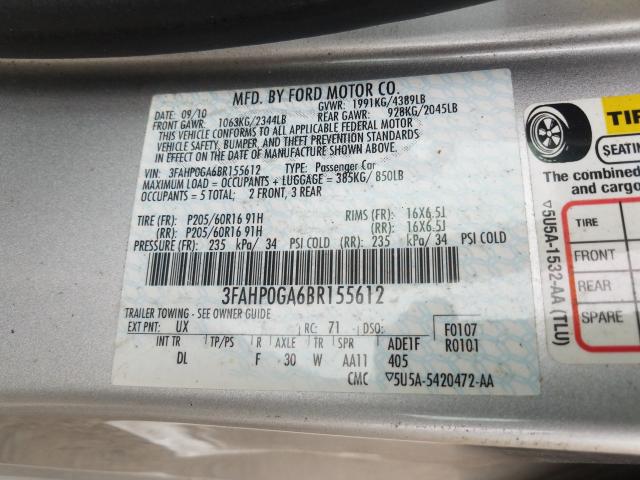 MFD. BY FORD MOTOR CO.
DATE: 09/10 GVWR: 1991KG/4389LB
FRONT GAWR: 1063KG/2344LB REAR GAWR: 928KG/2045LB
THIS VEHICLE CONFORMS TO ALL APPLICABLE FEDERAL MOTOR
VEHICLE SAFETY, BUMPER, AND THEFT PREVENTION STANDARDS
IN EFFECT ON THE DATE OF MANUFACTURE SHOWN ABOVE.
VIN: 3FAHP0GA6BR155612 TYPE: Passenger Car
MAXIMUM LOAD = OCCUPANTS + LUGGAGE = 385KG/ 850LB
OCCUPANTS = 5 TOTAL; 2 FRONT, 3 REAR
TIRE (FR): P205/60R16 91H RIMS (FR): 16X6.5J
(RR): P205/60R16 91H (RR): 16X6.5J
PRESSURE (FR): 235 kPa/ 34 PSI COLD (RR): 235 kPa/ 34 PSI COLD
3FAHP0GA6BR155612
TRAILER TOWING - SEE OWNER GUIDE
EXT PNT: UX RC: 71 DSO: F0107
INT TR TP/PS R AXLE TR SPR ADE1F R0101
DL F 30 W AA11 405
CMC ▽5U5A-5420472-AA
TIR
SEATIN
The combined
and cargo
TIRE
FRONT
REAR
SPARE
▽5U5A-1532-AA (TLU)